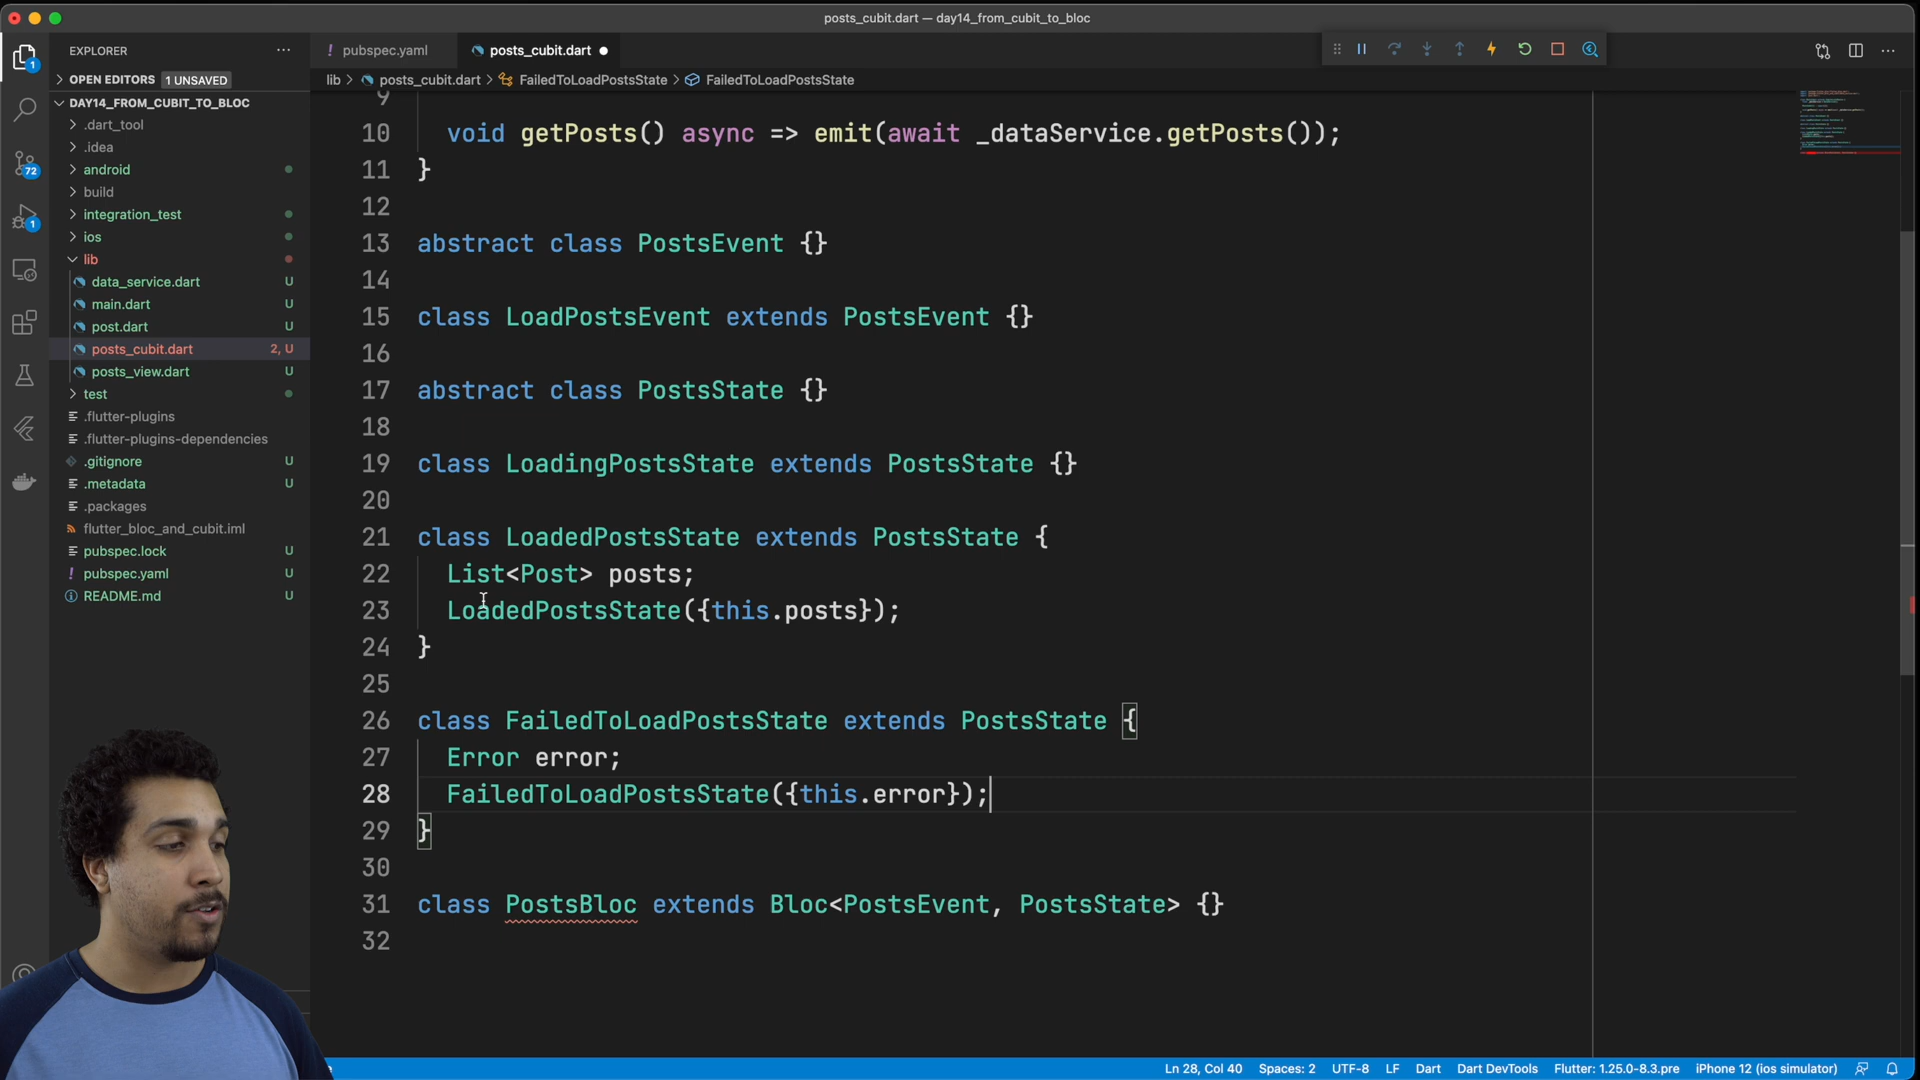 posts_cubit.dart — day14_from_cubit_to_bloc
EXPLORER
! pubspec.yaml
posts_cubit.dart
OPEN EDITORS 1 UNSAVED
lib > posts_cubit.dart > FailedToLoadPostsState > FailedToLoadPostsState
DAY14_FROM_CUBIT_TO_BLOC
.dart_tool
.idea
android
build
integration_test
ios
lib
data_service.dart U
main.dart U
post.dart U
posts_cubit.dart 2, U
posts_view.dart U
test
.flutter-plugins
.flutter-plugins-dependencies
.gitignore U
.metadata U
.packages
flutter_bloc_and_cubit.iml
pubspec.lock U
! pubspec.yaml U
README.md U
1
72
1
9
10 void getPosts() async => emit(await _dataService.getPosts());
11 }
12
13 abstract class PostsEvent {}
14
15 class LoadPostsEvent extends PostsEvent {}
16
17 abstract class PostsState {}
18
19 class LoadingPostsState extends PostsState {}
20
21 class LoadedPostsState extends PostsState {
22 List<Post> posts;
23 LoadedPostsState({this.posts});
24 }
25
26 class FailedToLoadPostsState extends PostsState {
27 Error error;
28 FailedToLoadPostsState({this.error});
29 }
30
31 class PostsBloc extends Bloc<PostsEvent, PostsState> {}
32
Ln 28, Col 40 Spaces: 2 UTF-8 LF Dart Dart DevTools Flutter: 1.25.0-8.3.pre iPhone 12 (ios simulator)